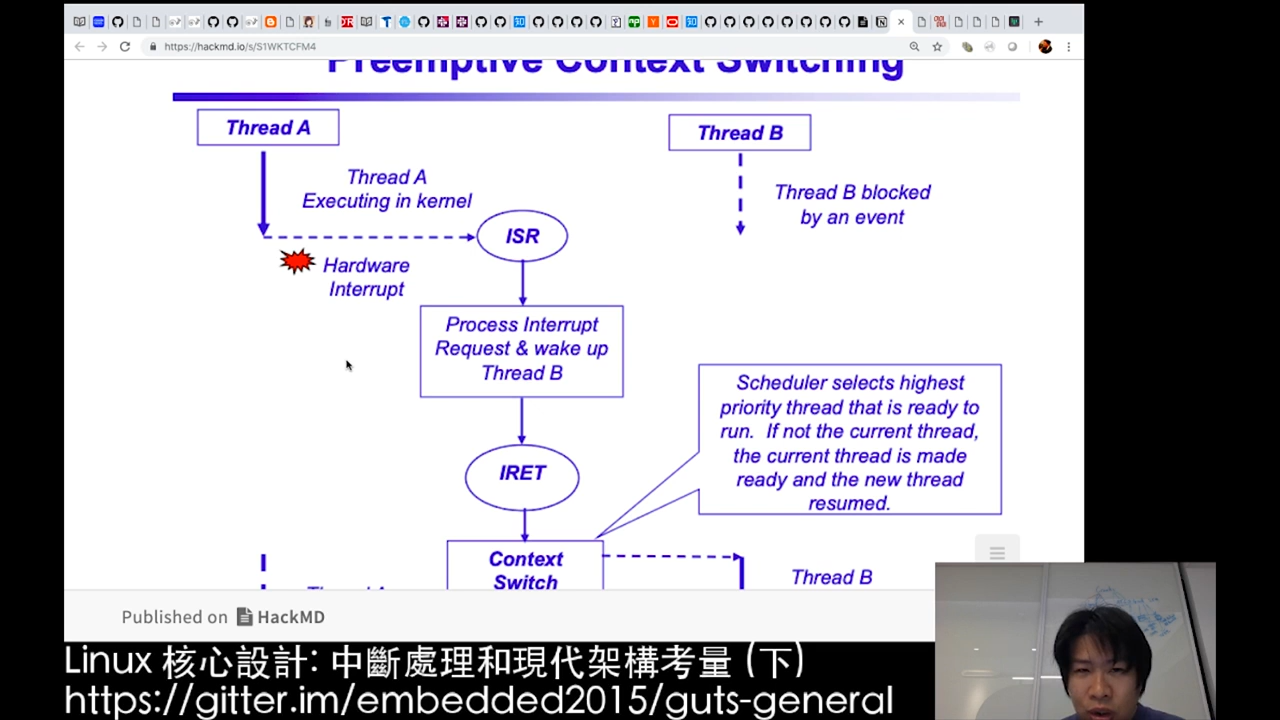 https://hackmd.io/s/S1WKTCFM4
Preemptive Context Switching
Thread A
Thread B
Thread A
Executing in kernel
Thread B blocked
by an event
ISR
Hardware
Interrupt
Process Interrupt
Request & wake up
Thread B
Scheduler selects highest
priority thread that is ready to
run. If not the current thread,
the current thread is made
ready and the new thread
resumed.
IRET
Context
Switch
Thread B
Published on HackMD
Linux 核心設計: 中斷處理和現代架構考量 (下)
https://gitter.im/embedded2015/guts-general